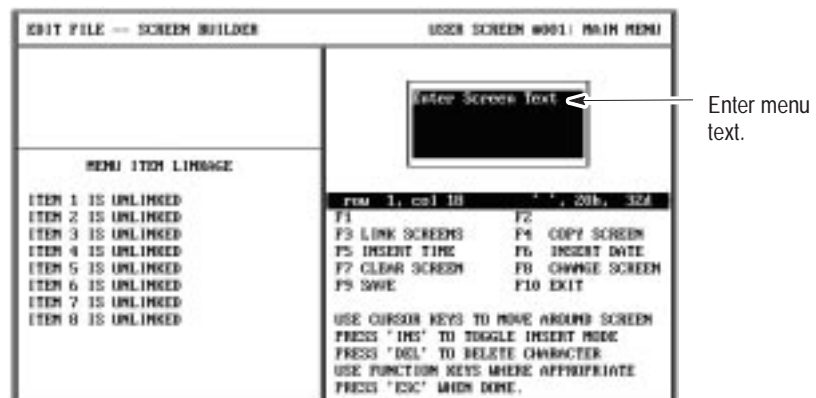 EDIT FILE -- SCREEN BUILDER
USER SCREEN #001: MAIN MENU
Enter Screen Text
Enter menu text.
MENU ITEM LINKAGE
ITEM 1 IS UNLINKED
ITEM 2 IS UNLINKED
ITEM 3 IS UNLINKED
ITEM 4 IS UNLINKED
ITEM 5 IS UNLINKED
ITEM 6 IS UNLINKED
ITEM 7 IS UNLINKED
ITEM 8 IS UNLINKED
row 1, col 18 ' ', 20h, 32d
F1 F2
F3 LINK SCREENS F4 COPY SCREEN
F5 INSERT TIME F6 INSERT DATE
F7 CLEAR SCREEN F8 CHANGE SCREEN
F9 SAVE F10 EXIT
USE CURSOR KEYS TO MOVE AROUND SCREEN
PRESS 'INS' TO TOGGLE INSERT MODE
PRESS 'DEL' TO DELETE CHARACTER
USE FUNCTION KEYS WHERE APPROPRIATE
PRESS 'ESC' WHEN DONE.